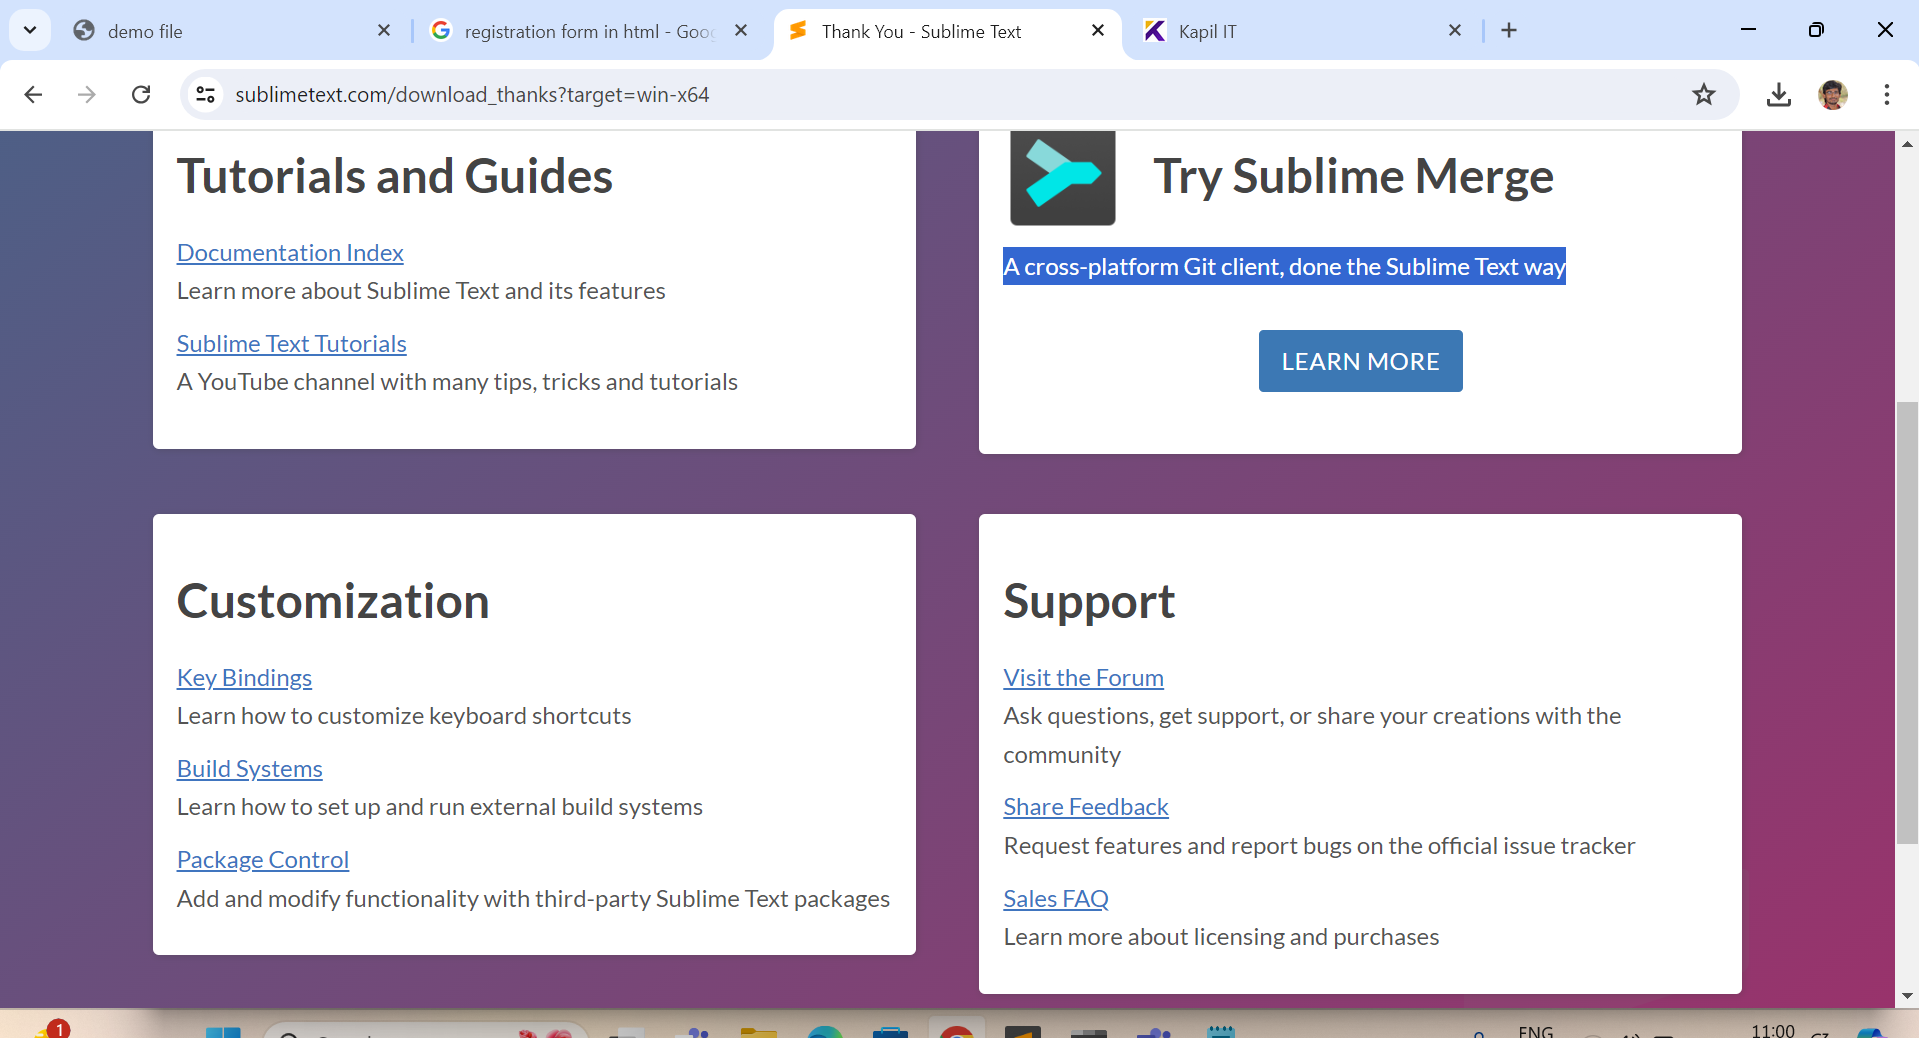 demo file
registration form in html - Goo
Thank You - Sublime Text
Kapil IT
sublimetext.com/download_thanks?target=win-x64
Tutorials and Guides
Documentation Index
Learn more about Sublime Text and its features
Sublime Text Tutorials
A YouTube channel with many tips, tricks and tutorials
Try Sublime Merge
A cross-platform Git client, done the Sublime Text way
LEARN MORE
Customization
Key Bindings
Learn how to customize keyboard shortcuts
Build Systems
Learn how to set up and run external build systems
Package Control
Add and modify functionality with third-party Sublime Text packages
Support
Visit the Forum
Ask questions, get support, or share your creations with the
community
Share Feedback
Request features and report bugs on the official issue tracker
Sales FAQ
Learn more about licensing and purchases
1
ENG
11:00